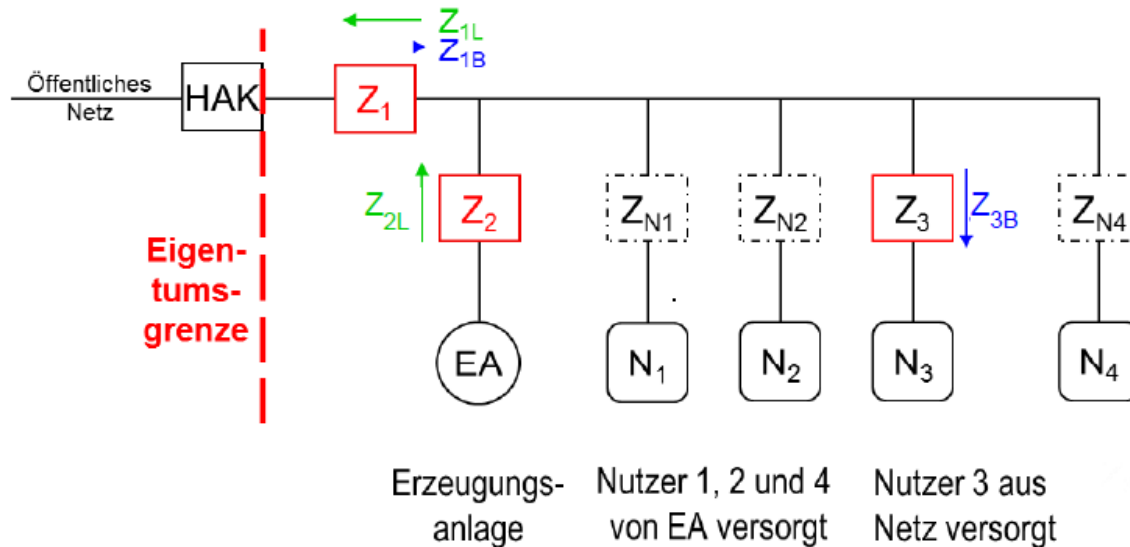 Z1L
Z1B
Öffentliches
Netz
HAK
Z1
Z2L
Z2
ZN1
ZN2
Z3
Z3B
ZN4
Eigen-
tums-
grenze
EA
N1
N2
N3
N4
Erzeugungs-
anlage
Nutzer 1, 2 und 4
von EA versorgt
Nutzer 3 aus
Netz versorgt